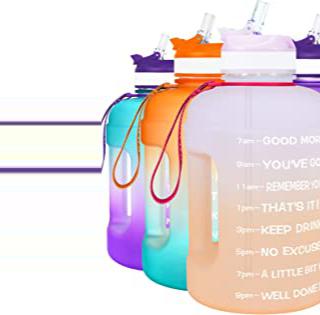 7am- GOOD MOR
9am- YOU'VE GO
11am- REMEMBER YO
1pm- THAT'S IT!
3pm- KEEP DRINK
5pm- NO EXCUSE
7pm- A LITTLE BIT
9pm- WELL DONE